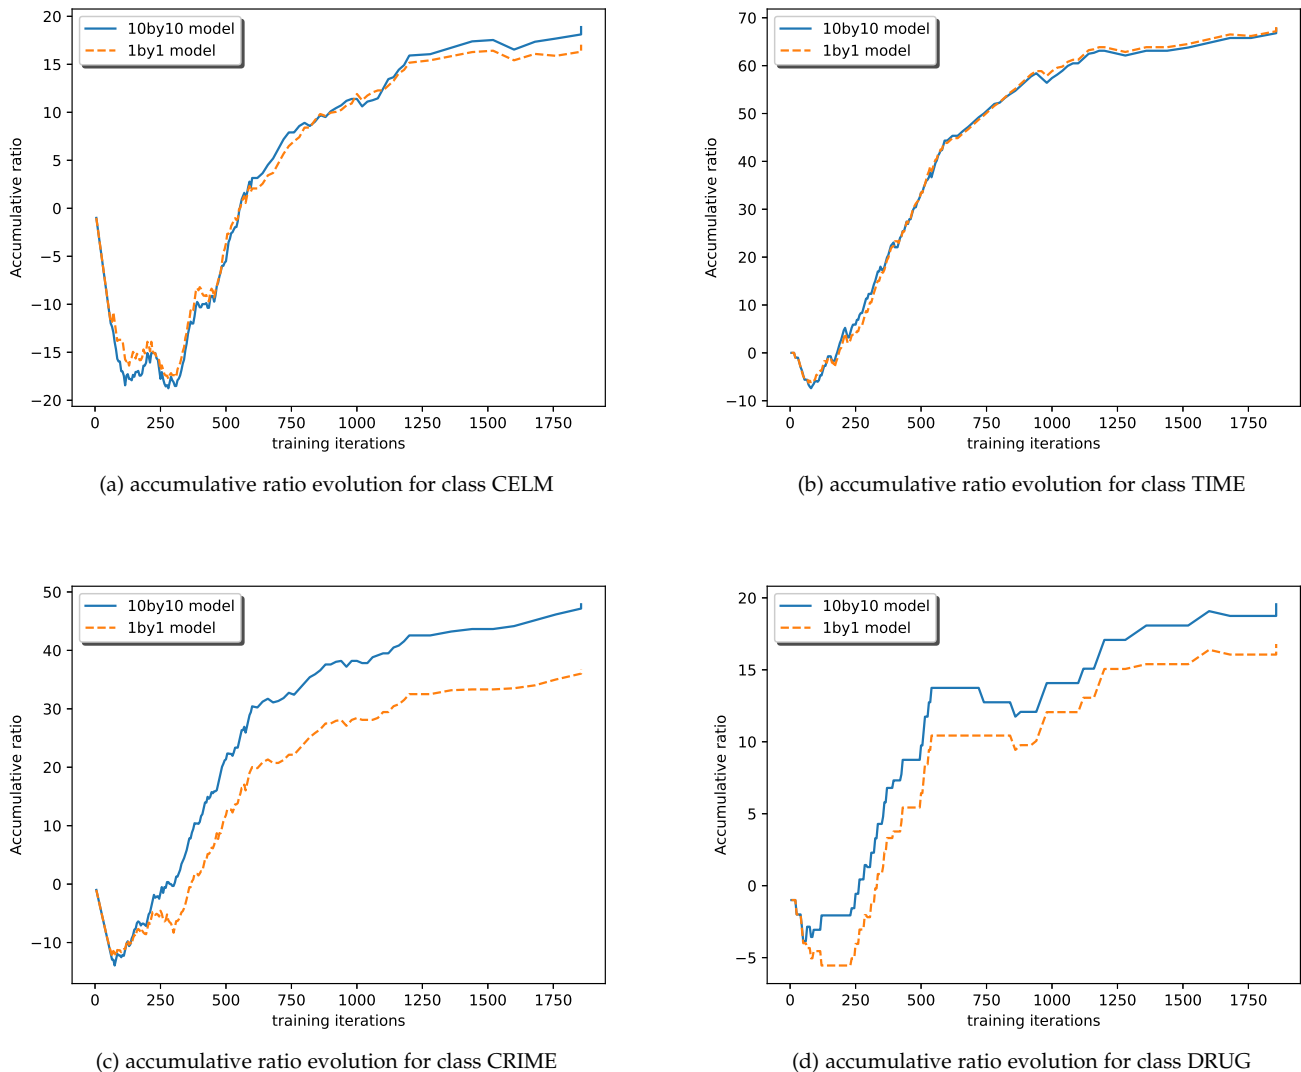 10by10 model
1by1 model
20
15
10
5
0
−5
−10
−15
−20
Accumulative ratio
0 250 500 750 1000 1250 1500 1750
training iterations
(a) accumulative ratio evolution for class CELM
10by10 model
1by1 model
70
60
50
40
30
20
10
0
−10
Accumulative ratio
0 250 500 750 1000 1250 1500 1750
training iterations
(b) accumulative ratio evolution for class TIME
10by10 model
1by1 model
50
40
30
20
10
0
−10
Accumulative ratio
0 250 500 750 1000 1250 1500 1750
training iterations
(c) accumulative ratio evolution for class CRIME
10by10 model
1by1 model
20
15
10
5
0
−5
Accumulative ratio
0 250 500 750 1000 1250 1500 1750
training iterations
(d) accumulative ratio evolution for class DRUG